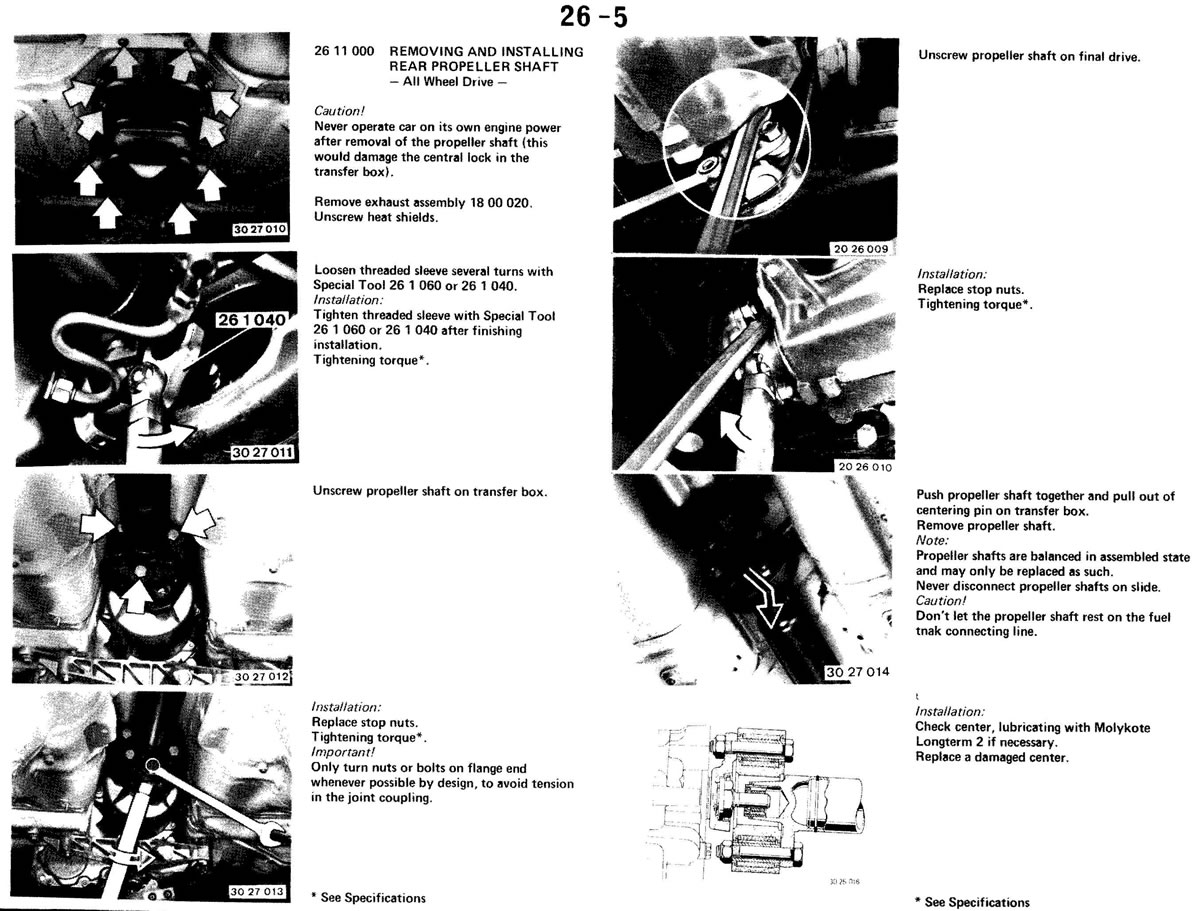 26 -5
26 11 000 REMOVING AND INSTALLING
REAR PROPELLER SHAFT
— All Wheel Drive —
Caution!
Never operate car on its own engine power
after removal of the propeller shaft (this
would damage the central lock in the
transfer box).
Remove exhaust assembly 18 00 020.
Unscrew heat shields.
30 27 010
Loosen threaded sleeve several turns with
Special Tool 26 1 060 or 26 1 040.
Installation:
Tighten threaded sleeve with Special Tool
26 1 060 or 26 1 040 after finishing
installation.
Tightening torque*.
26 1 040
30 27 011
Unscrew propeller shaft on transfer box.
30 27 012
Installation:
Replace stop nuts.
Tightening torque*.
Important!
Only turn nuts or bolts on flange end
whenever possible by design, to avoid tension
in the joint coupling.
30 27 013
* See Specifications
Unscrew propeller shaft on final drive.
20 26 009
Installation:
Replace stop nuts.
Tightening torque*.
20 26 010
Push propeller shaft together and pull out of
centering pin on transfer box.
Remove propeller shaft.
Note:
Propeller shafts are balanced in assembled state
and may only be replaced as such.
Never disconnect propeller shafts on slide.
Caution!
Don't let the propeller shaft rest on the fuel
tnak connecting line.
30 27 014
Installation:
Check center, lubricating with Molykote
Longterm 2 if necessary.
Replace a damaged center.
* See Specifications